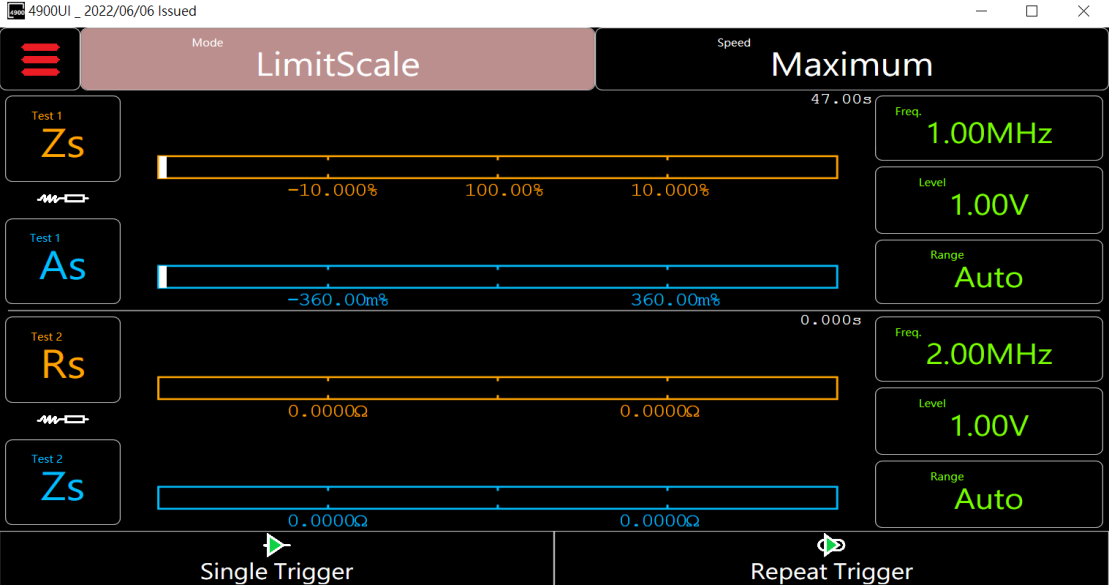 4900 4900UI _ 2022/06/06 Issued
Mode
LimitScale
Speed
Maximum
47.00s
Test 1
Zs
-10.000% 100.00% 10.000%
Freq.
1.00MHz
Level
1.00V
Test 1
As
-360.00m% 360.00m%
Range
Auto
0.000s
Test 2
Rs
0.0000Ω 0.0000Ω
Freq.
2.00MHz
Level
1.00V
Test 2
Zs
0.0000Ω 0.0000Ω
Range
Auto
Single Trigger
Repeat Trigger